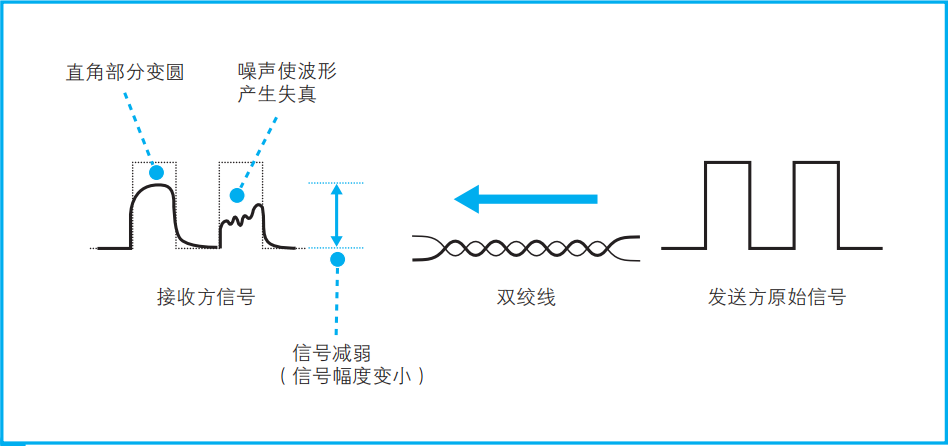 直角部分变圆
噪声使波形
产生失真
接收方信号
双绞线
发送方原始信号
信号减弱
（信号幅度变小）